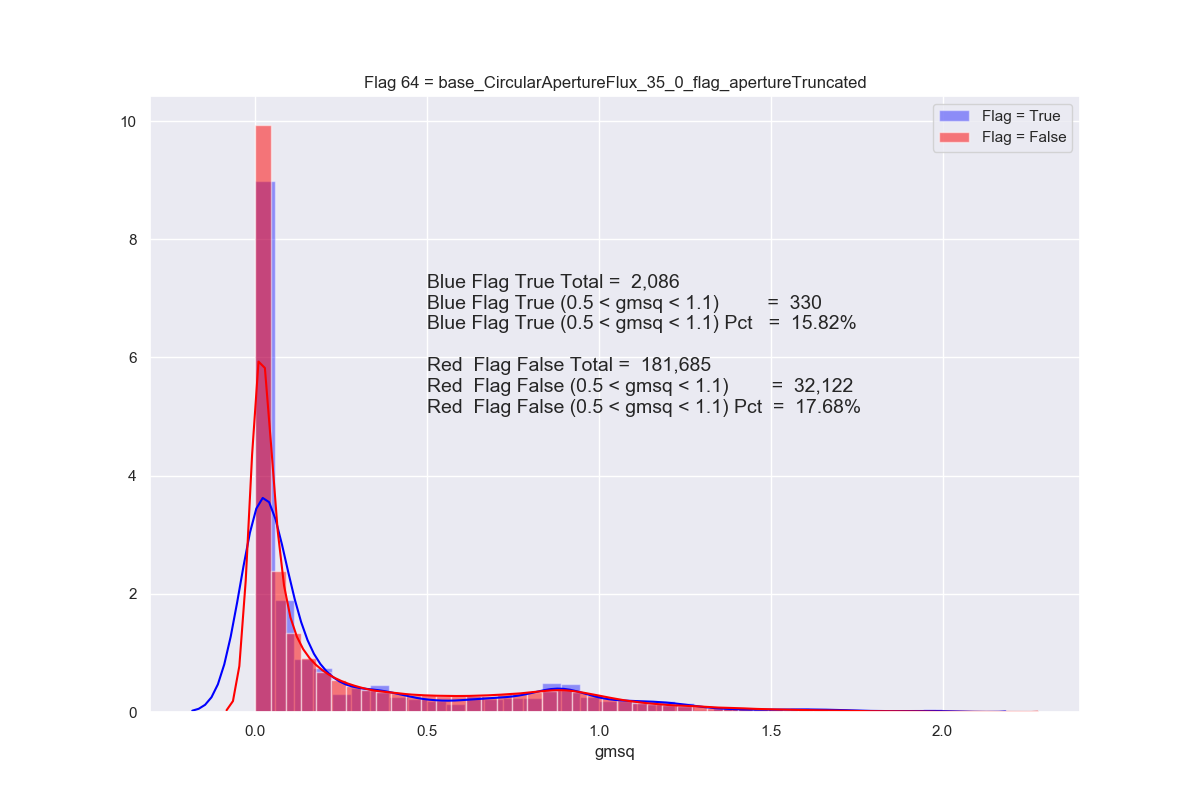 Flag 64 = base_CircularApertureFlux_35_0_flag_apertureTruncated
10
8
6
4
2
0
Flag = True
Flag = False
Blue Flag True Total =  2,086
Blue Flag True (0.5 < gmsq < 1.1)         =  330
Blue Flag True (0.5 < gmsq < 1.1) Pct   =  15.82%
Red  Flag False Total =  181,685
Red  Flag False (0.5 < gmsq < 1.1)        =  32,122
Red  Flag False (0.5 < gmsq < 1.1) Pct  =  17.68%
0.0 0.5 1.0 1.5 2.0
gmsq